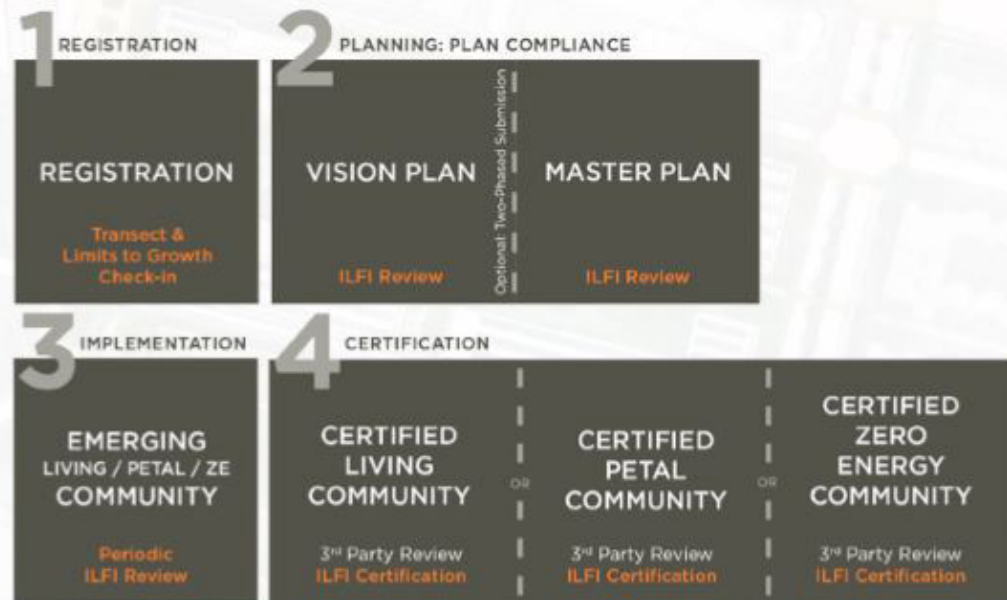 1 REGISTRATION
REGISTRATION
Transect &
Limits to Growth
Check-in
2 PLANNING: PLAN COMPLIANCE
VISION PLAN
ILFI Review
Optional: Two-Phased Submission
MASTER PLAN
ILFI Review
3 IMPLEMENTATION
EMERGING
LIVING / PETAL / ZE
COMMUNITY
Periodic
ILFI Review
4 CERTIFICATION
CERTIFIED
LIVING
COMMUNITY
3rd Party Review
ILFI Certification
OR
CERTIFIED
PETAL
COMMUNITY
3rd Party Review
ILFI Certification
OR
CERTIFIED
ZERO
ENERGY
COMMUNITY
3rd Party Review
ILFI Certification